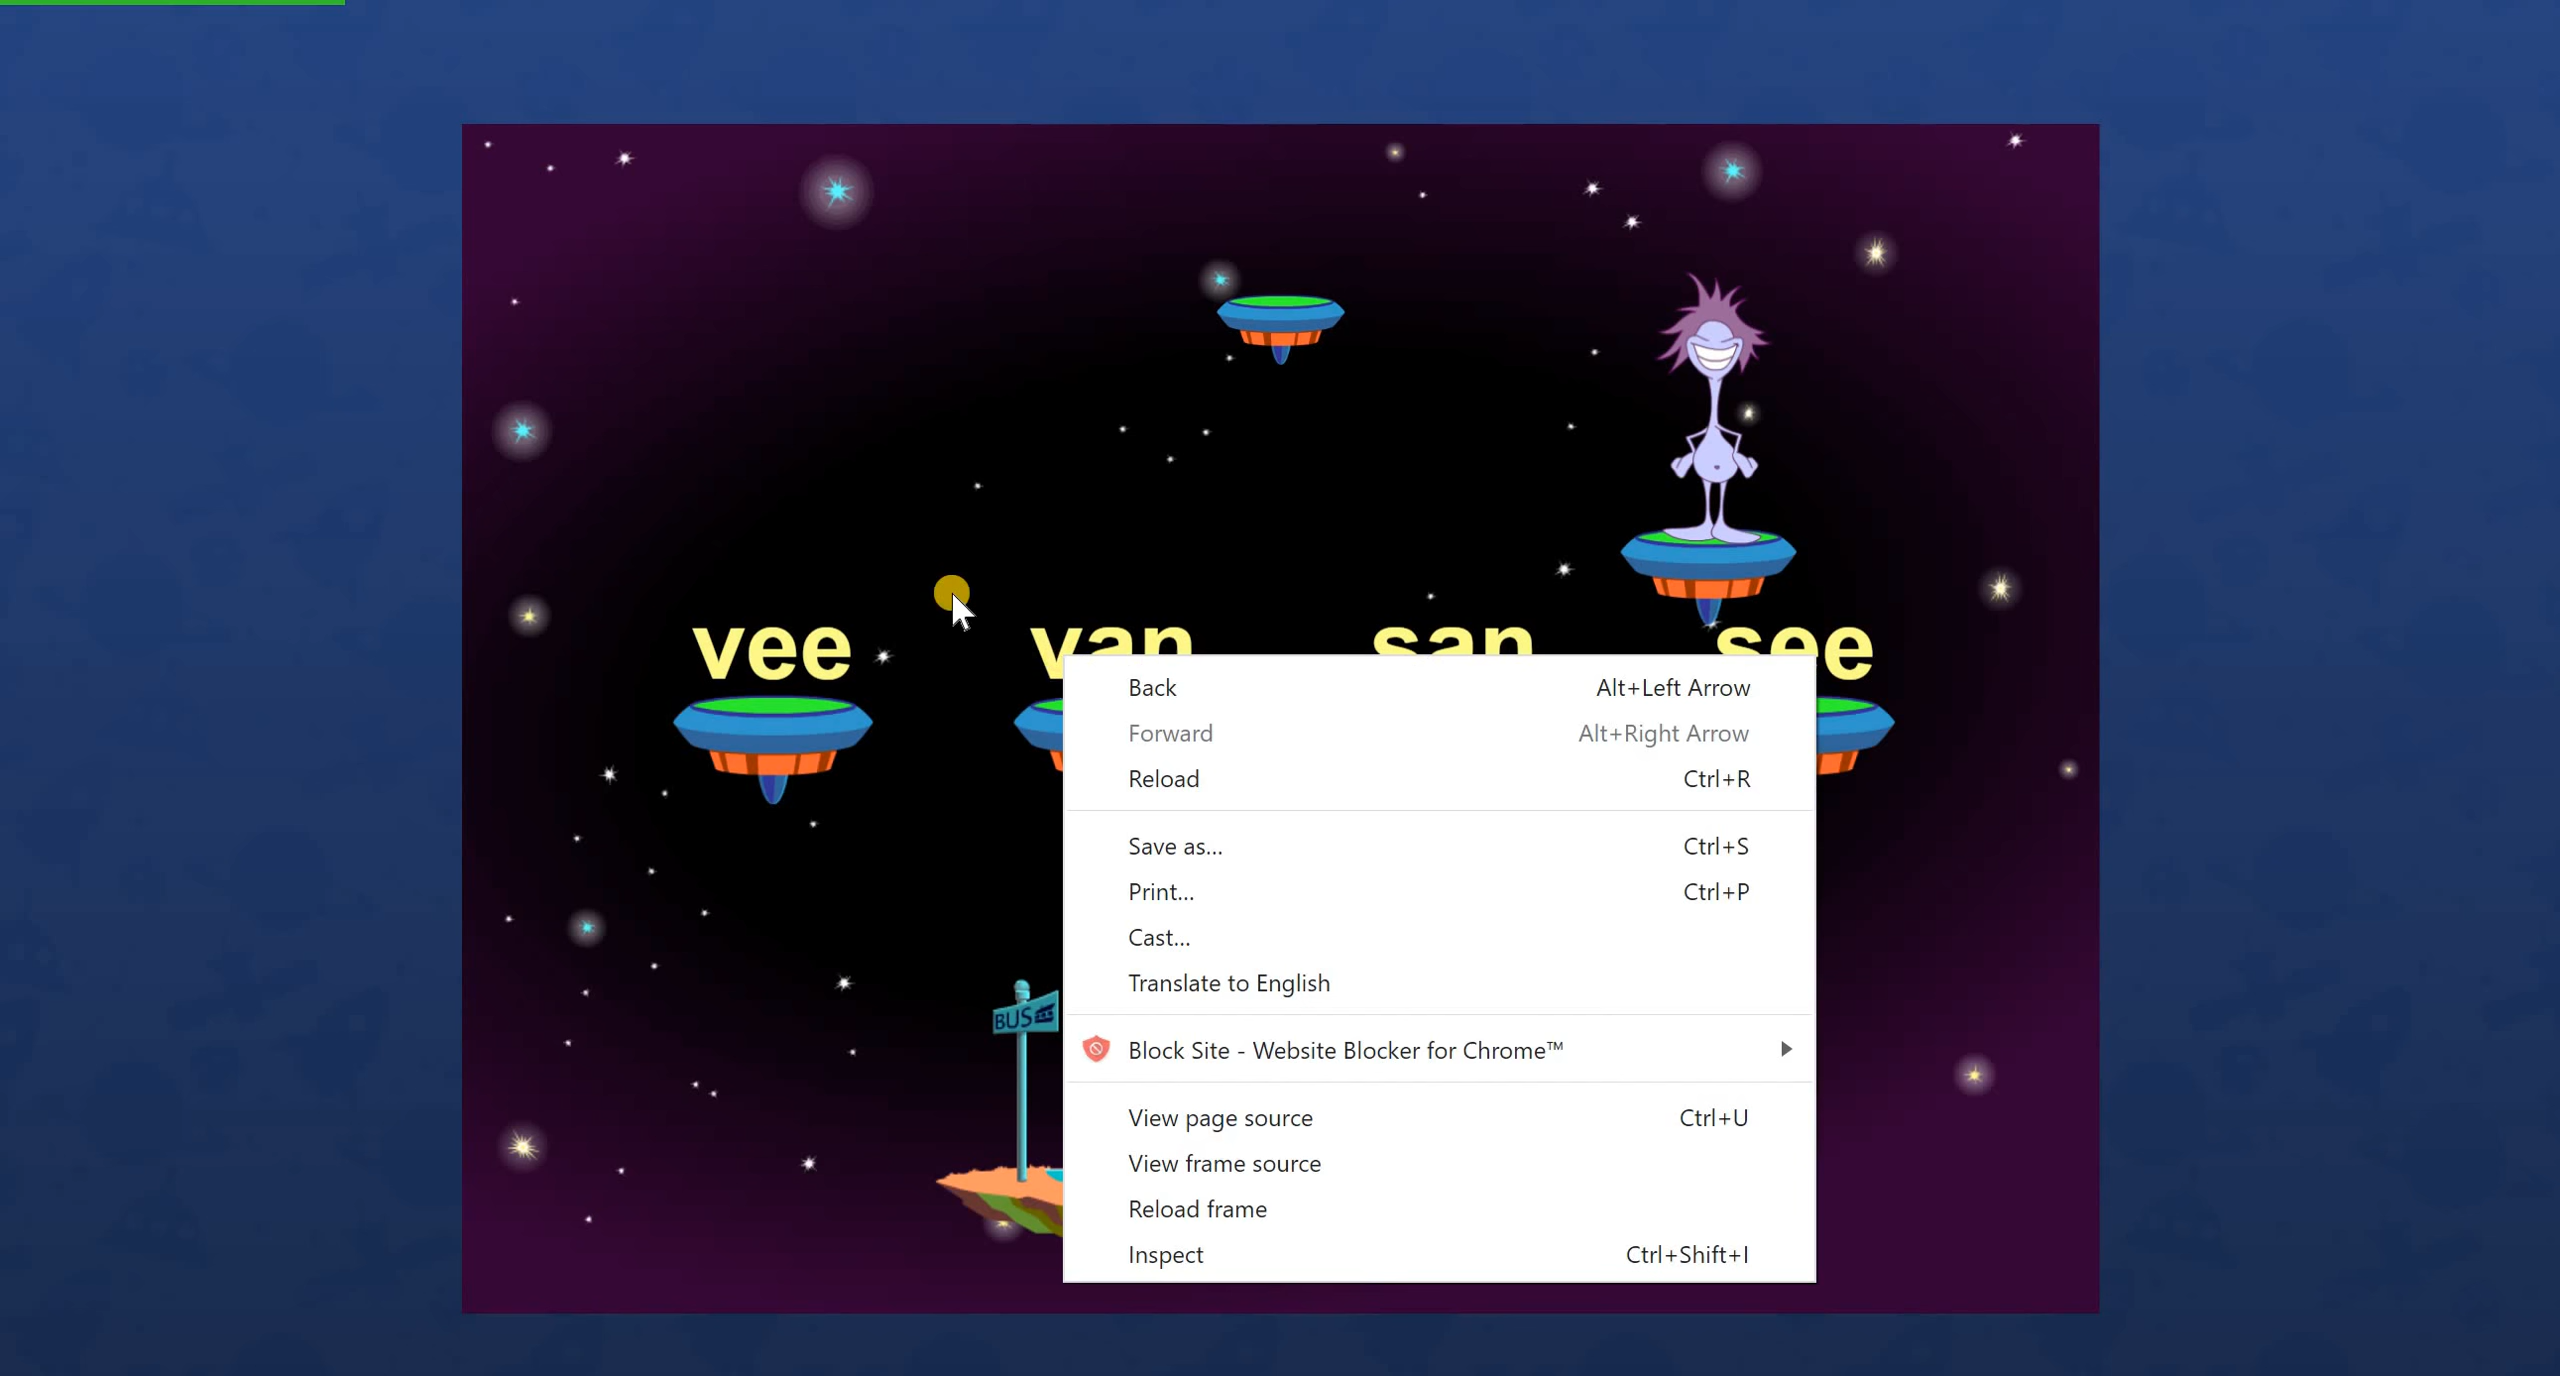 vee van san see
Back Alt+Left Arrow
Forward Alt+Right Arrow
Reload Ctrl+R
Save as... Ctrl+S
Print... Ctrl+P
Cast...
Translate to English
Block Site - Website Blocker for Chrome™
View page source Ctrl+U
BUS
View frame source
Reload frame
Inspect Ctrl+Shift+I